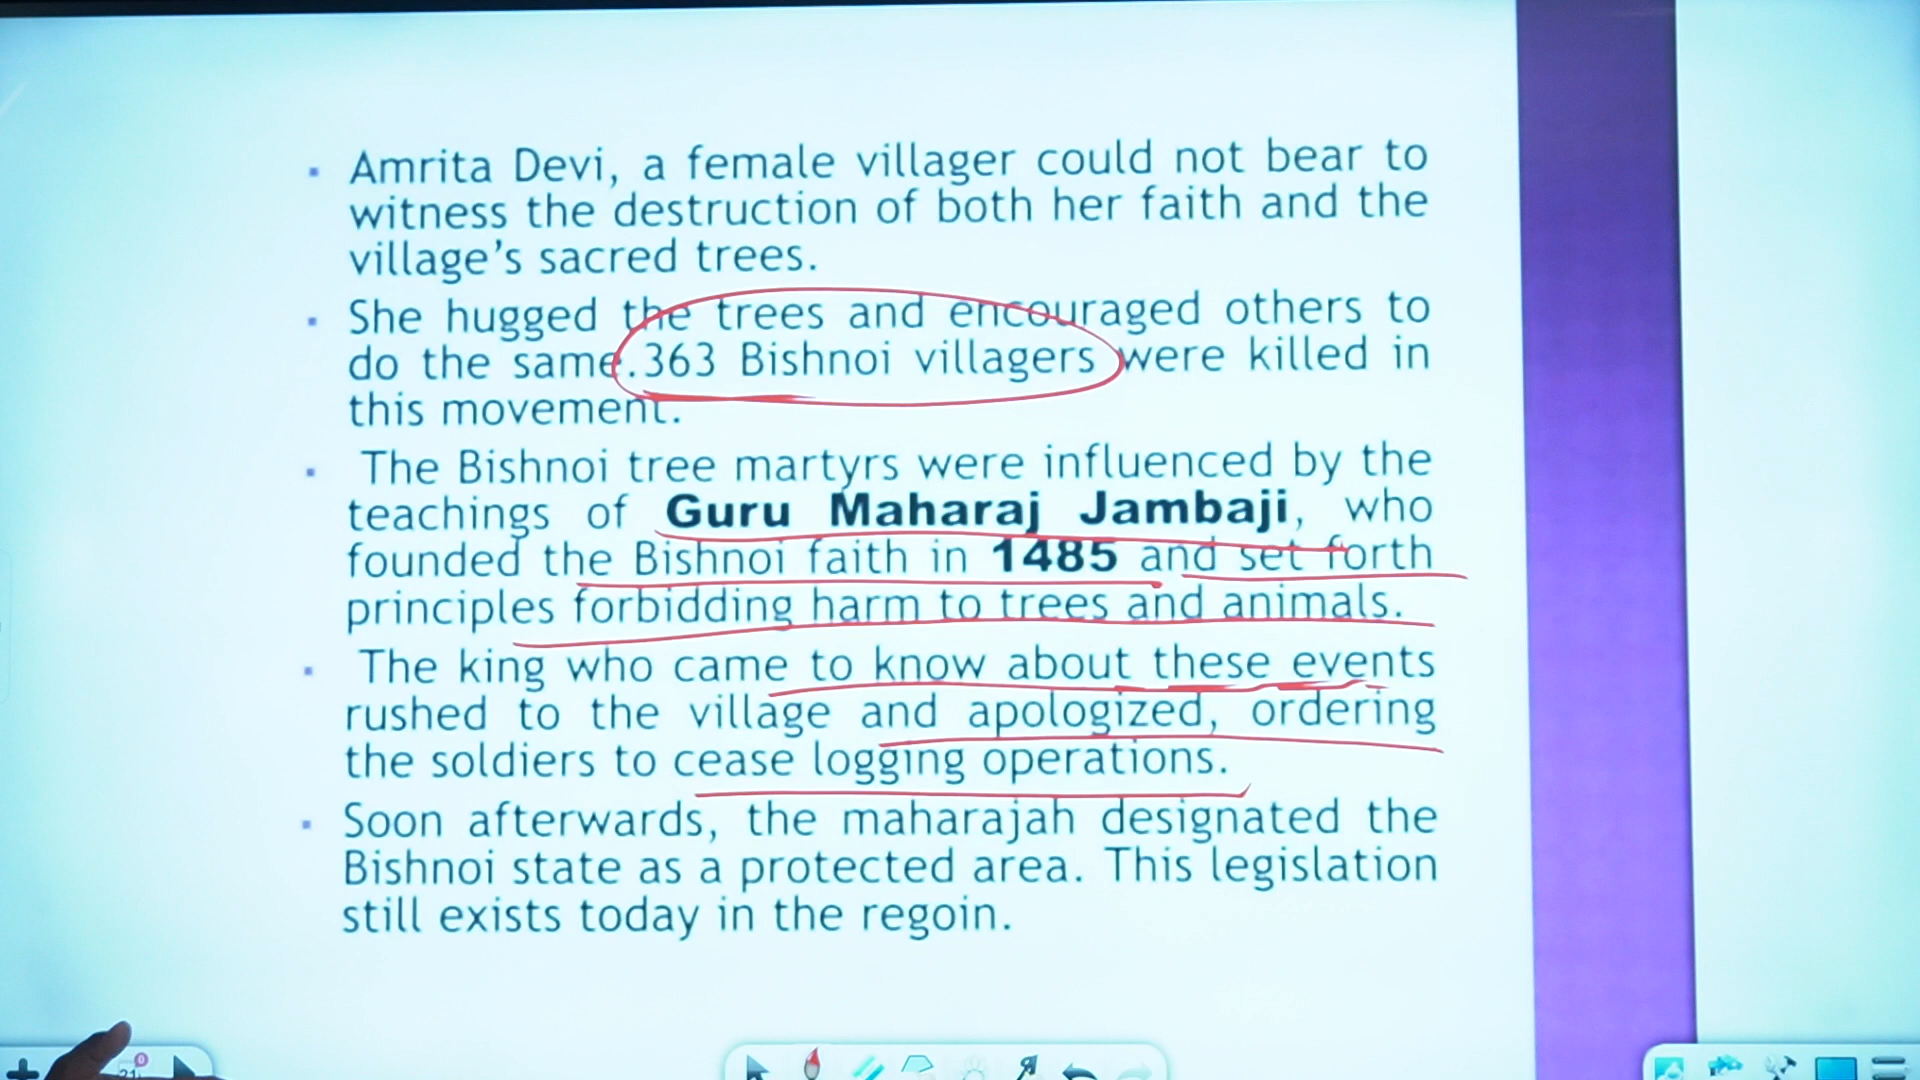 ▪ Amrita Devi, a female villager could not bear to
witness the destruction of both her faith and the
village's sacred trees.
▪ She hugged the trees and encouraged others to
do the same.363 Bishnoi villagers were killed in
this movement.
▪ The Bishnoi tree martyrs were influenced by the
teachings of Guru Maharaj Jambaji, who
founded the Bishnoi faith in 1485 and set forth
principles forbidding harm to trees and animals.
▪ The king who came to know about these events
rushed to the village and apologized, ordering
the soldiers to cease logging operations.
▪ Soon afterwards, the maharajah designated the
Bishnoi state as a protected area. This legislation
still exists today in the regoin.
0